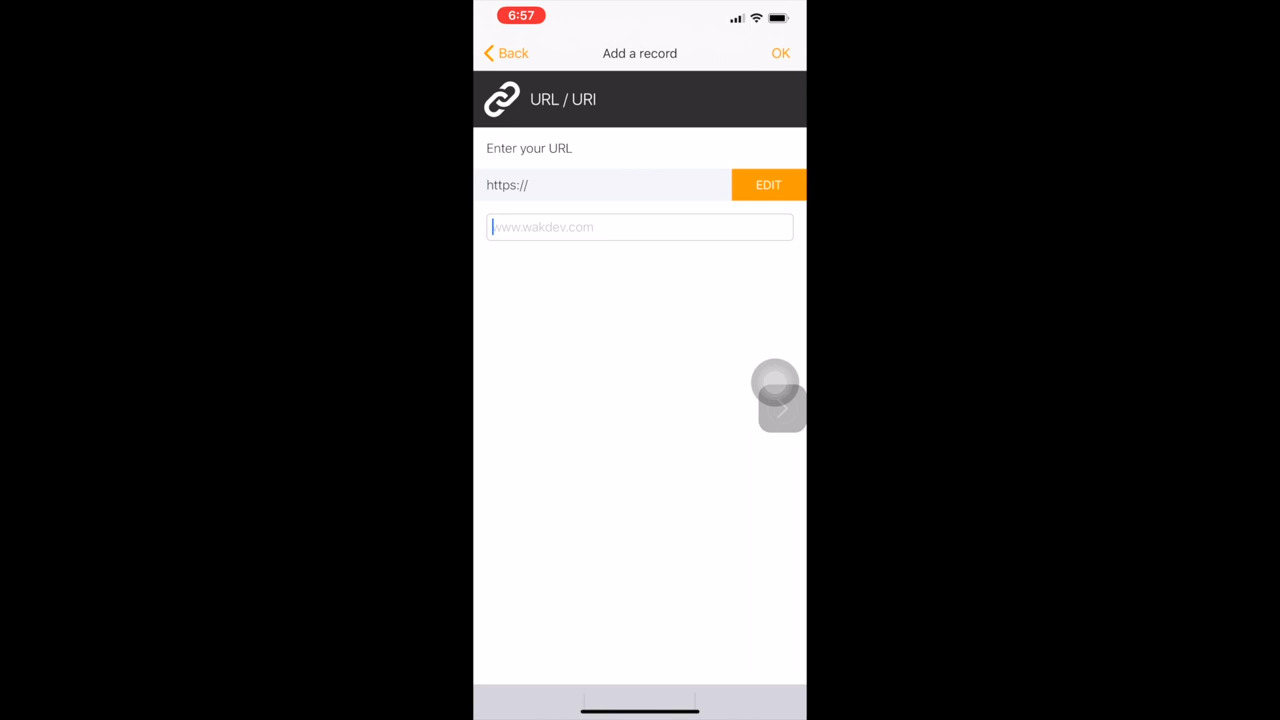 6:57
Back
Add a record
OK
URL / URI
Enter your URL
https://
EDIT
www.wakdev.com